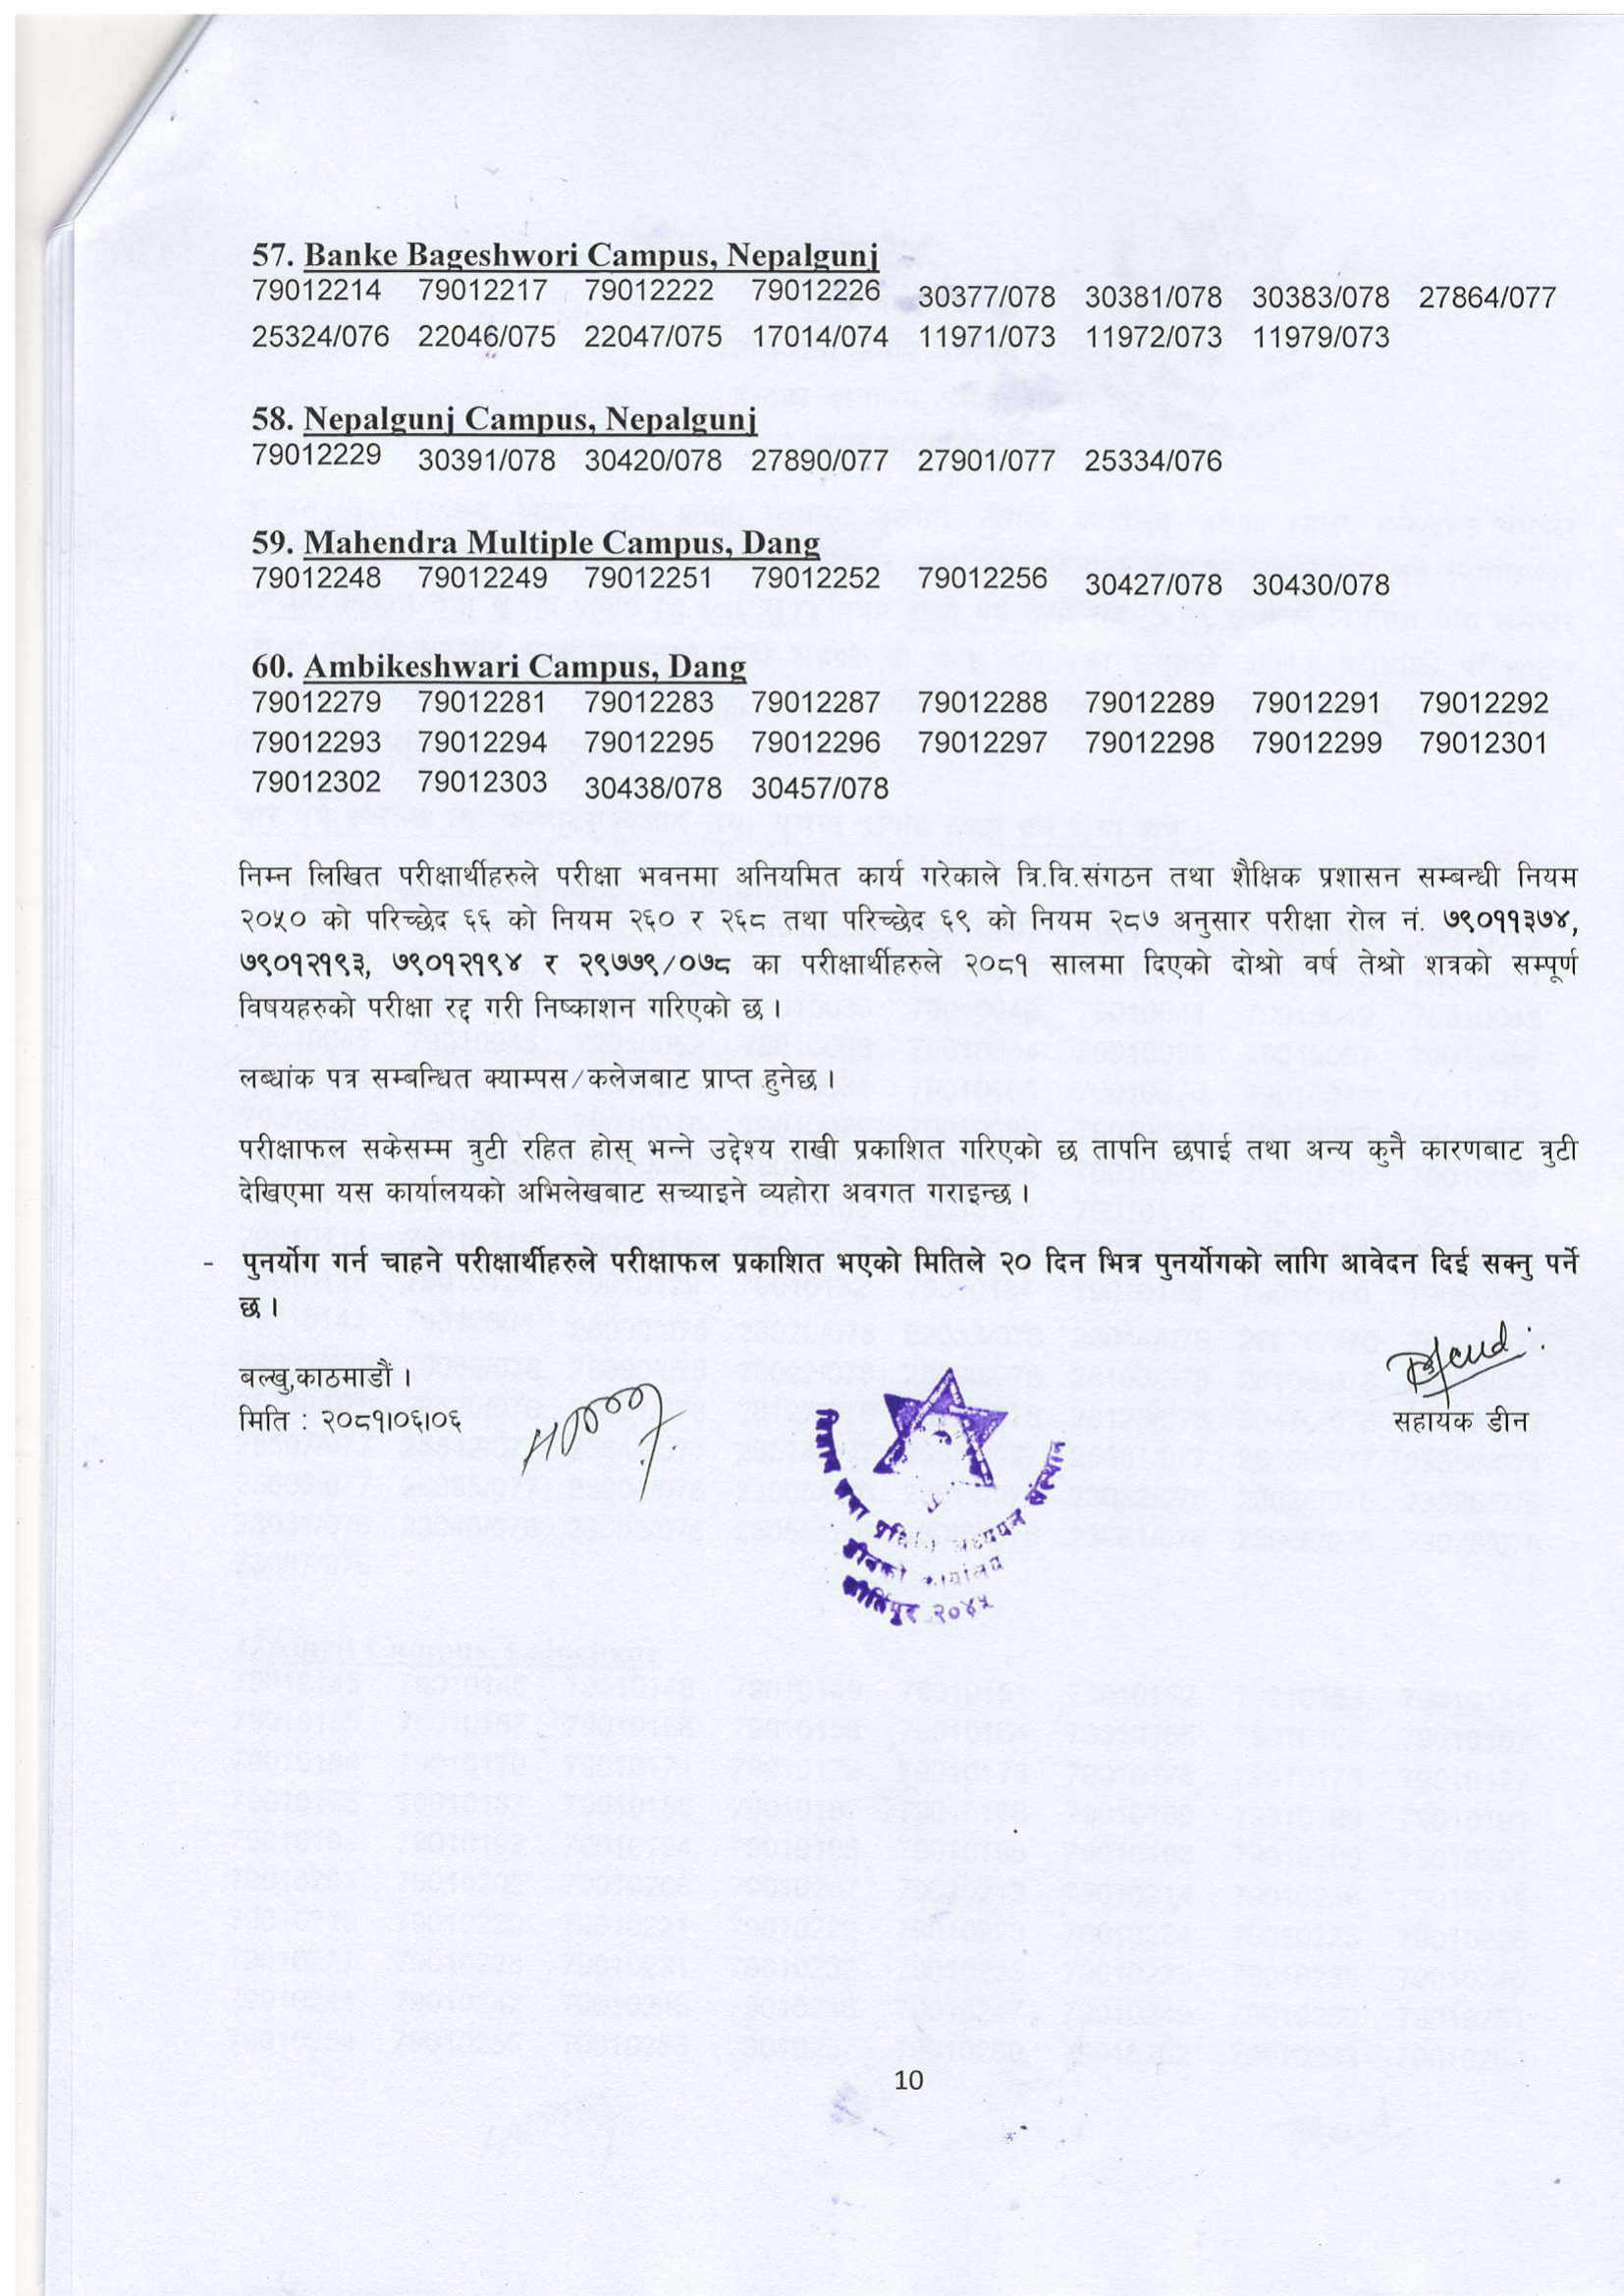 57. Banke Bageshwori Campus, Nepalgunj
79012214 79012217 79012222 79012226 30377/078 30381/078 30383/078 27864/077
25324/076 22046/075 22047/075 17014/074 11971/073 11972/073 11979/073
58. Nepalgunj Campus, Nepalgunj
79012229 30391/078 30420/078 27890/077 27901/077 25334/076
59. Mahendra Multiple Campus, Dang
79012248 79012249 79012251 79012252 79012256 30427/078 30430/078
60. Ambikeshwari Campus, Dang
79012279 79012281 79012283 79012287 79012288 79012289 79012291 79012292
79012293 79012294 79012295 79012296 79012297 79012298 79012299 79012301
79012302 79012303 30438/078 30457/078
निम्न लिखित परीक्षार्थीहरुले परीक्षा भवनमा अनियमित कार्य गरेकाले त्रि.वि.संगठन तथा शैक्षिक प्रशासन सम्बन्धी नियम
२०५० को परिच्छेद ६६ को नियम २६० र २६८ तथा परिच्छेद ६९ को नियम २८७ अनुसार परीक्षा रोल नं. ७९०११३७४,
७९०१२१९३, ७९०१२१९४ र २९७७९/०७८ का परीक्षार्थीहरुले २०८१ सालमा दिएको दोश्रो वर्ष तेश्रो शत्रको सम्पूर्ण
विषयहरुको परीक्षा रद्द गरी निष्काशन गरिएको छ ।
लब्धांक पत्र सम्बन्धित क्याम्पस/कलेजबाट प्राप्त हुनेछ ।
परीक्षाफल सकेसम्म त्रुटी रहित होस् भन्ने उद्देश्य राखी प्रकाशित गरिएको छ तापनि छपाई तथा अन्य कुनै कारणबाट त्रुटी
देखिएमा यस कार्यालयको अभिलेखबाट सच्याइने व्यहोरा अवगत गराइन्छ ।
- पुनर्योग गर्न चाहने परीक्षार्थीहरुले परीक्षाफल प्रकाशित भएको मितिले २० दिन भित्र पुनर्योगको लागि आवेदन दिई सक्नु पर्ने
छ ।
बल्खु,काठमाडौं ।
मिति : २०८१।०६।०६
सहायक डीन
अध्ययन संस्थान
डीनको कार्यालय
कीर्तिपुर २०४५
10